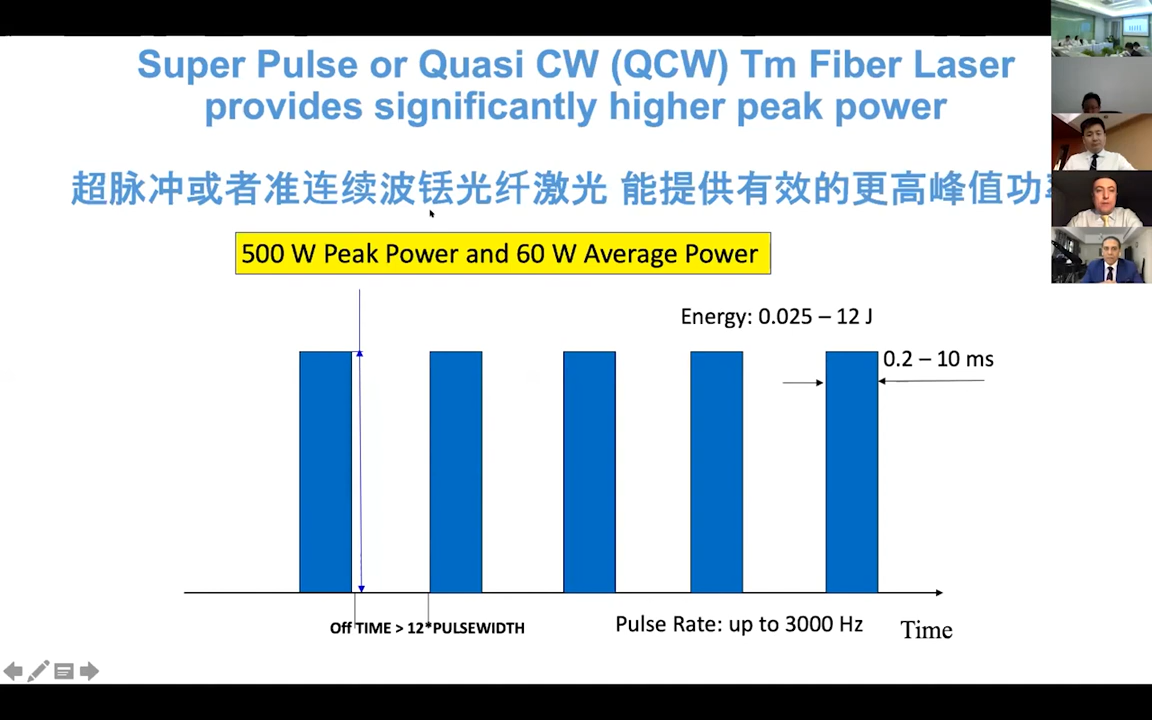 Super Pulse or Quasi CW (QCW) Tm Fiber Laser
provides significantly higher peak power
超脉冲或者准连续波铥光纤激光 能提供有效的更高峰值功
500 W Peak Power and 60 W Average Power
Energy: 0.025 – 12 J
0.2 – 10 ms
Off TIME > 12*PULSEWIDTH
Pulse Rate: up to 3000 Hz
Time